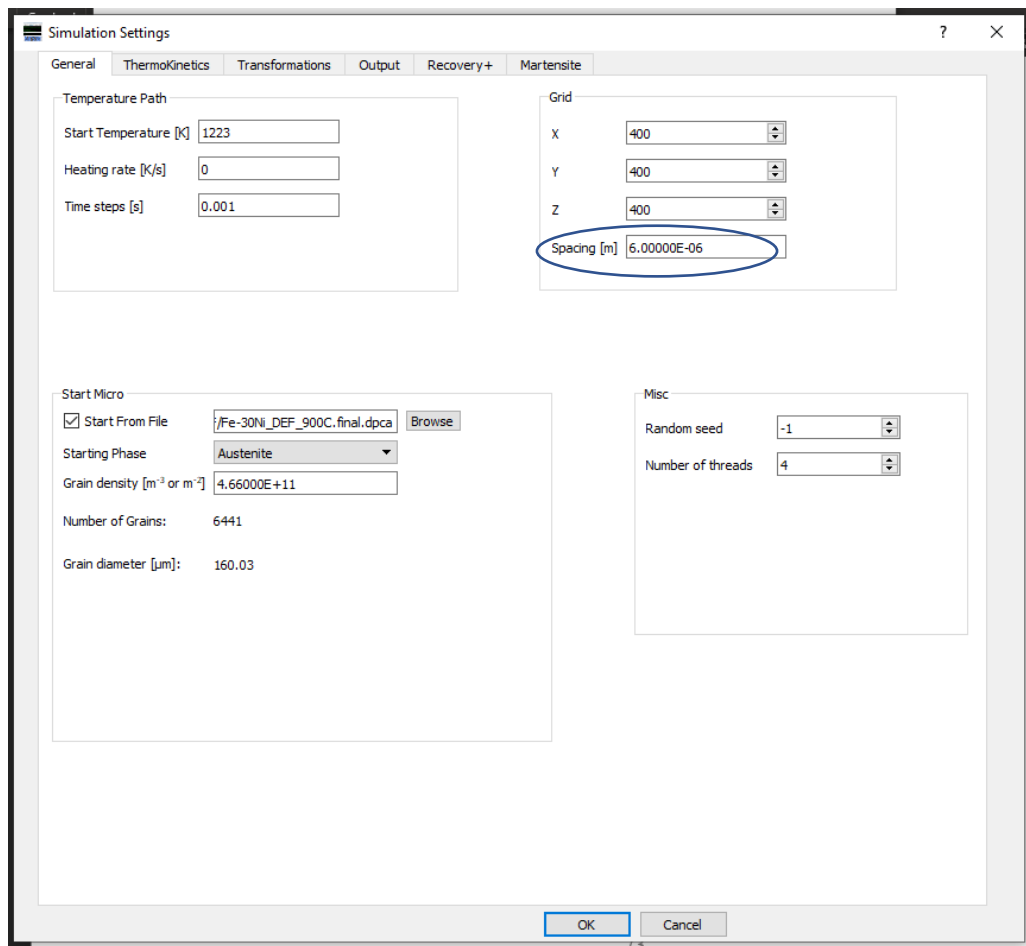 Simulation Settings
?
General ThermoKinetics Transformations Output Recovery+ Martensite
Temperature Path
Start Temperature [K] 1223
Heating rate [K/s] 0
Time steps [s] 0.001
Grid
X 400
Y 400
Z 400
Spacing [m] 6.00000E-06
Start Micro
Start From File /Fe-30Ni_DEF_900C.final.dpca Browse
Starting Phase Austenite
Grain density [m⁻³ or m⁻²] 4.66000E+11
Number of Grains: 6441
Grain diameter [µm]: 160.03
Misc
Random seed -1
Number of threads 4
OK Cancel